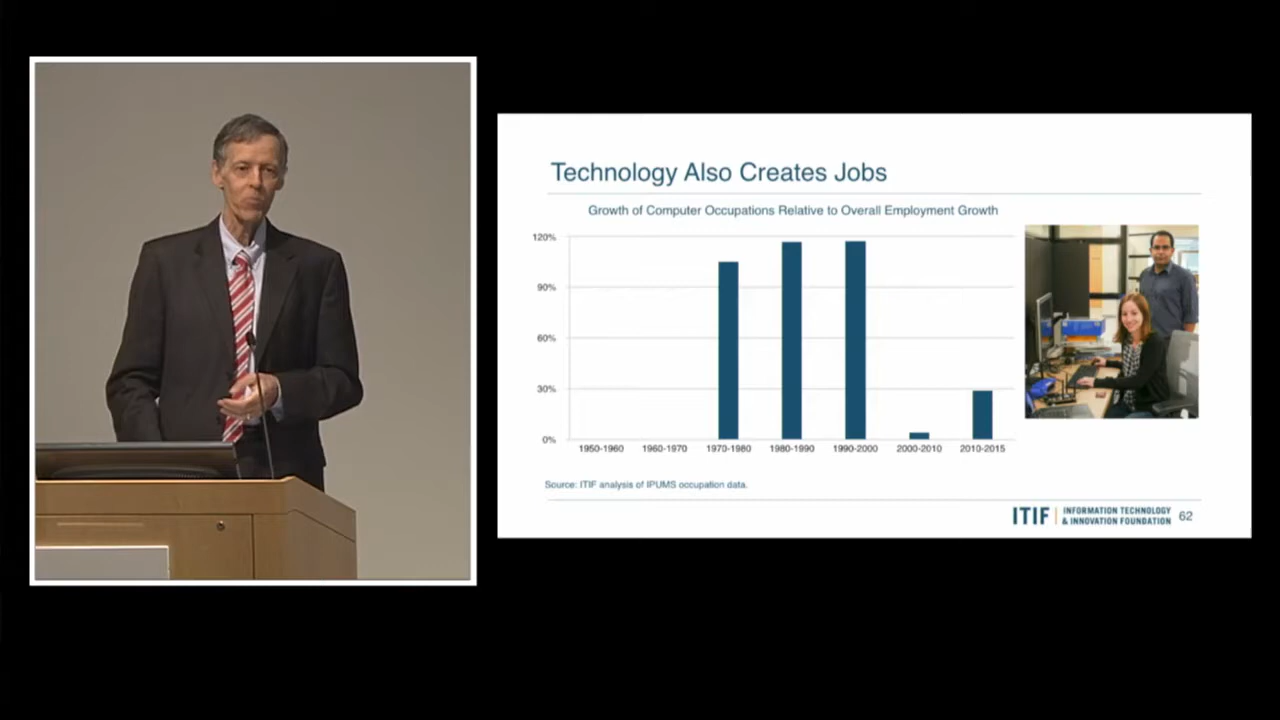 Technology Also Creates Jobs
Growth of Computer Occupations Relative to Overall Employment Growth
120%
90%
60%
30%
0%
1950-1960 1960-1970 1970-1980 1980-1990 1990-2000 2000-2010 2010-2015
Source: ITIF analysis of IPUMS occupation data.
ITIF | INFORMATION TECHNOLOGY
& INNOVATION FOUNDATION 62